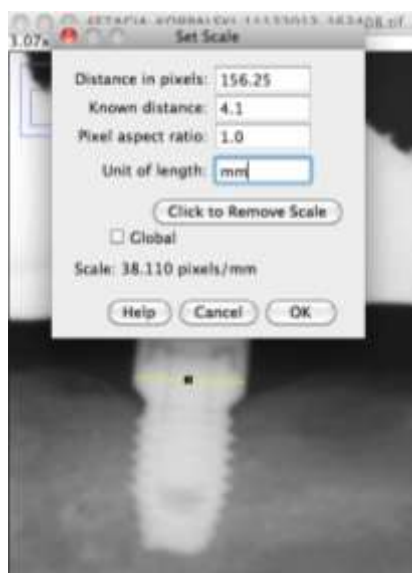 1.07x
Set Scale
Distance in pixels: 156.25
Known distance: 4.1
Pixel aspect ratio: 1.0
Unit of length: mm
Click to Remove Scale
Global
Scale: 38.110 pixels/mm
Help Cancel OK